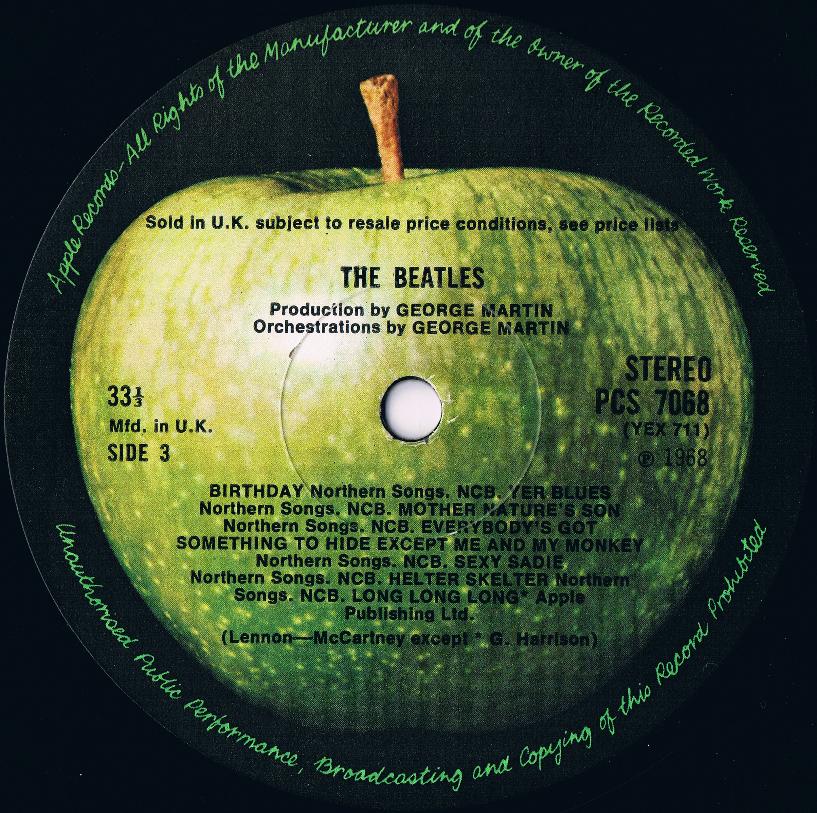 Apple Records - All Rights of the Manufacturer and of the Owner of the Recorded Work Reserved
Sold in U.K. subject to resale price conditions, see price lists
THE BEATLES
Production by GEORGE MARTIN
Orchestrations by GEORGE MARTIN
33⅓
Mfd. in U.K.
SIDE 3
STEREO
PCS 7068
(YEX 711)
℗ 1968
BIRTHDAY Northern Songs. NCB. YER BLUES
Northern Songs. NCB. MOTHER NATURE'S SON
Northern Songs. NCB. EVERYBODY'S GOT
SOMETHING TO HIDE EXCEPT ME AND MY MONKEY
Northern Songs. NCB. SEXY SADIE
Northern Songs. NCB. HELTER SKELTER Northern
Songs. NCB. LONG LONG LONG* Apple
Publishing Ltd.
(Lennon—McCartney except * G. Harrison)
Unauthorised Public Performance, Broadcasting and Copying of this Record Prohibited